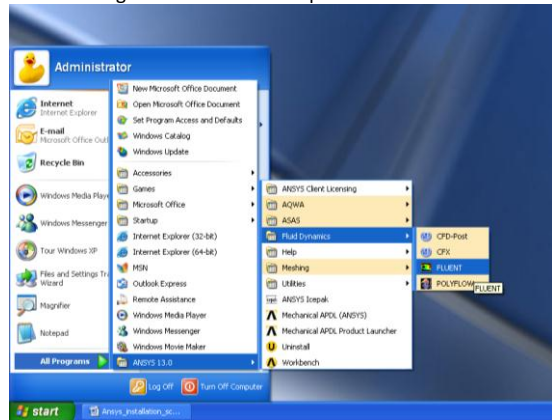 Administrator
Internet
Internet Explorer
E-mail
Microsoft Office Outl
Recycle Bin
Windows Media Playe
Windows Messenger
Tour Windows XP
Files and Settings Tr
Wizard
Magnifier
Notepad
All Programs
New Microsoft Office Document
Open Microsoft Office Document
Set Program Access and Defaults
Windows Catalog
Windows Update
Accessories
Games
Microsoft Office
Startup
Internet Explorer (32-bit)
Internet Explorer (64-bit)
MSN
Outlook Express
Remote Assistance
Windows Media Player
Windows Messenger
Windows Movie Maker
ANSYS 13.0
ANSYS Client Licensing
AQWA
ASAS
Fluid Dynamics
Help
Meshing
Utilities
ANSYS Icepak
Mechanical APDL (ANSYS)
Mechanical APDL Product Launcher
Uninstall
Workbench
CFD-Post
CFX
FLUENT
POLYFLOW
FLUENT
Log Off
Turn Off Computer
start
Ansys_installation_sc...